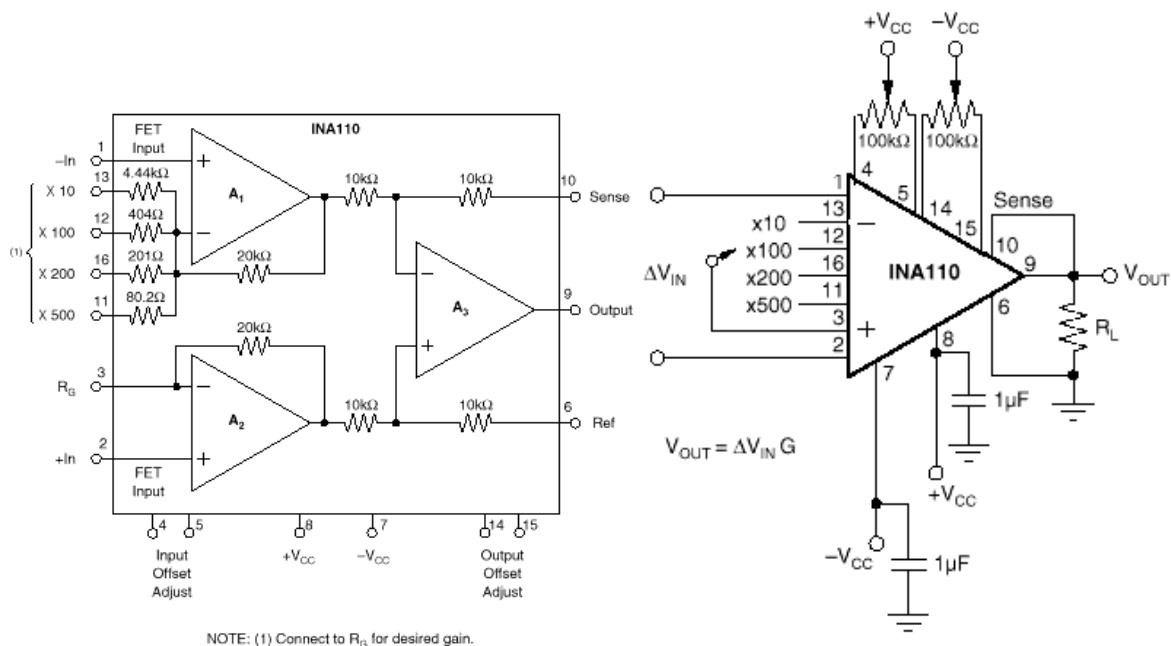 INA110
FET
Input
1
–In
13
X 10
4.44kΩ
12
X 100
404Ω
(1)
16
X 200
201Ω
11
X 500
80.2Ω
+
A1
–
20kΩ
10kΩ
10kΩ
10
Sense
–
A3
+
9
Output
20kΩ
3
RG
–
A2
+
2
+In
FET
Input
10kΩ
10kΩ
6
Ref
4
5
8
7
14
15
Input
Offset
Adjust
+VCC
–VCC
Output
Offset
Adjust
NOTE: (1) Connect to RG for desired gain.
+VCC
–VCC
100kΩ
100kΩ
4
5
14
15
1
13
x10
–
12
x100
16
x200
11
x500
3
+
2
ΔVIN
INA110
Sense
10
9
VOUT
6
RL
8
7
1µF
VOUT = ΔVIN G
+VCC
–VCC
1µF